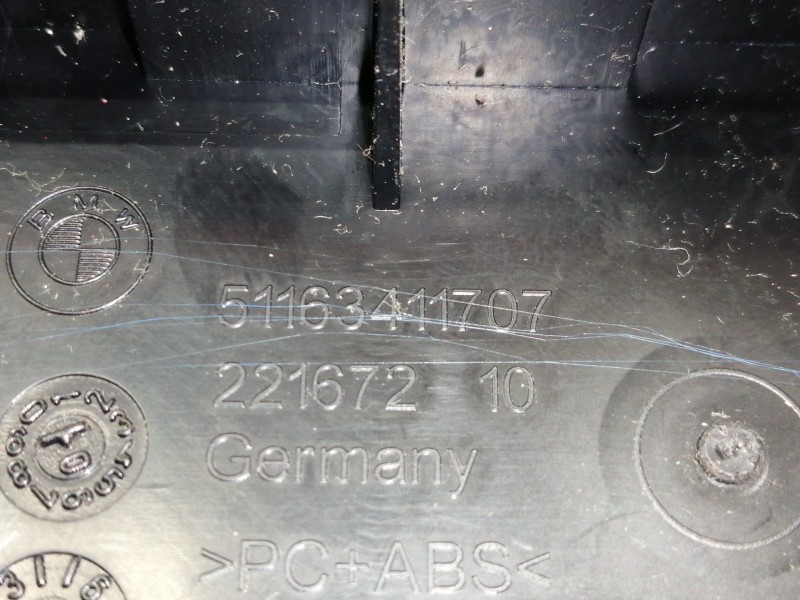 BMW
51163411707
221672 10
Germany
>PC+ABS<